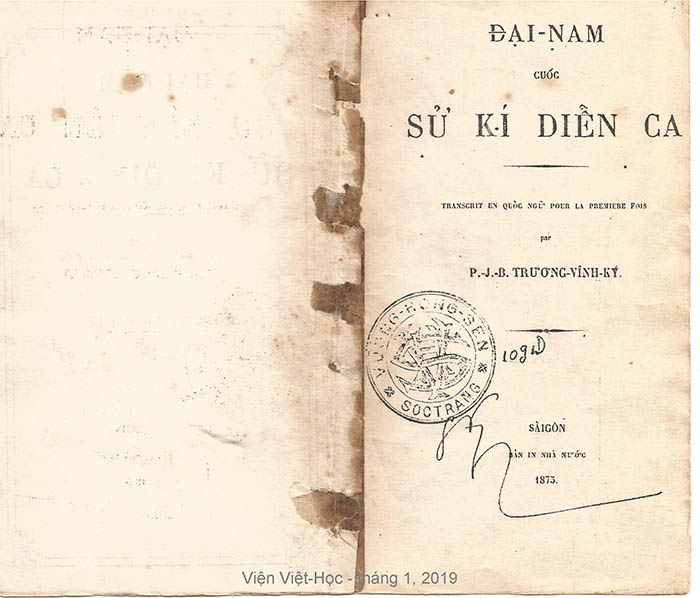 ĐẠI-NAM
CUỐC
SỬ KÍ DIỄN CA
TRANSCRIT EN QUỐC NGỮ POUR LA PREMIERE FOIS
par
P.-J.-B. TRƯƠNG-VĨNH-KÝ.
VƯƠNG-HỒNG-SỂN
SOCTRANG
SÀIGÒN
BẢN IN NHÀ NƯỚC
1875.
Viện Việt-Học - tháng 1, 2019